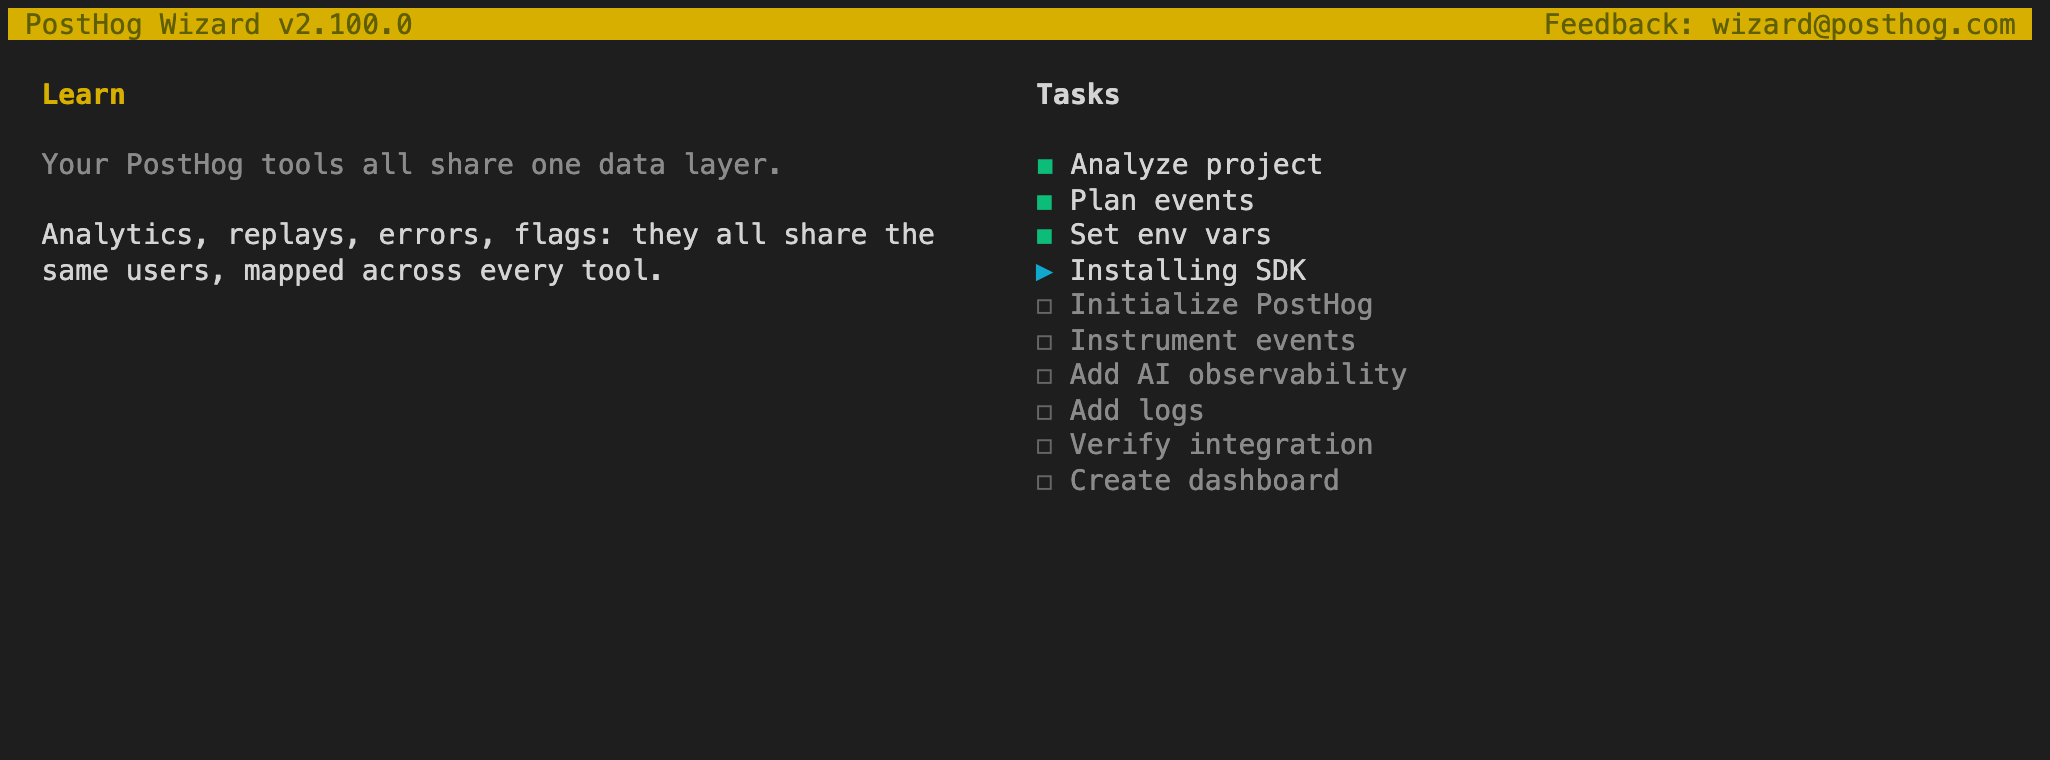 PostHog Wizard v2.100.0
Feedback: wizard@posthog.com
Learn
Your PostHog tools all share one data layer.
Analytics, replays, errors, flags: they all share the
same users, mapped across every tool.
Tasks
Analyze project
Plan events
Set env vars
Installing SDK
Initialize PostHog
Instrument events
Add AI observability
Add logs
Verify integration
Create dashboard